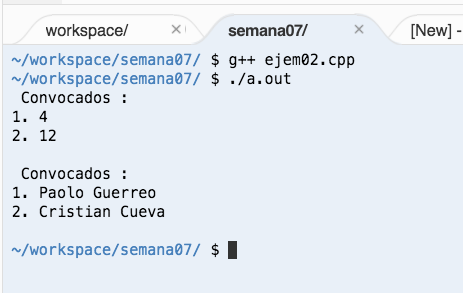 workspace/ × semana07/ × [New] -
~/workspace/semana07/ $ g++ ejem02.cpp
~/workspace/semana07/ $ ./a.out
Convocados :
1. 4
2. 12
Convocados :
1. Paolo Guerreo
2. Cristian Cueva
~/workspace/semana07/ $